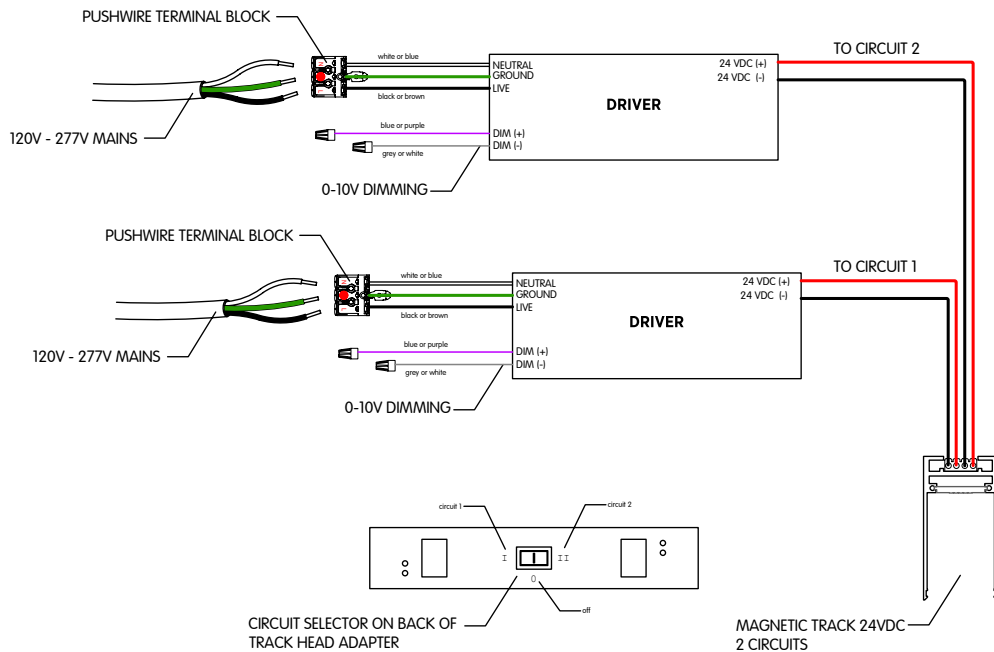 PUSHWIRE TERMINAL BLOCK
white or blue
NEUTRAL
GROUND
LIVE
black or brown
DRIVER
24 VDC (+)
24 VDC (-)
TO CIRCUIT 2
120V - 277V MAINS
blue or purple
DIM (+)
DIM (-)
grey or white
0-10V DIMMING
PUSHWIRE TERMINAL BLOCK
white or blue
NEUTRAL
GROUND
LIVE
black or brown
DRIVER
24 VDC (+)
24 VDC (-)
TO CIRCUIT 1
120V - 277V MAINS
blue or purple
DIM (+)
DIM (-)
grey or white
0-10V DIMMING
circuit 1
circuit 2
I
II
0
off
CIRCUIT SELECTOR ON BACK OF
TRACK HEAD ADAPTER
MAGNETIC TRACK 24VDC
2 CIRCUITS